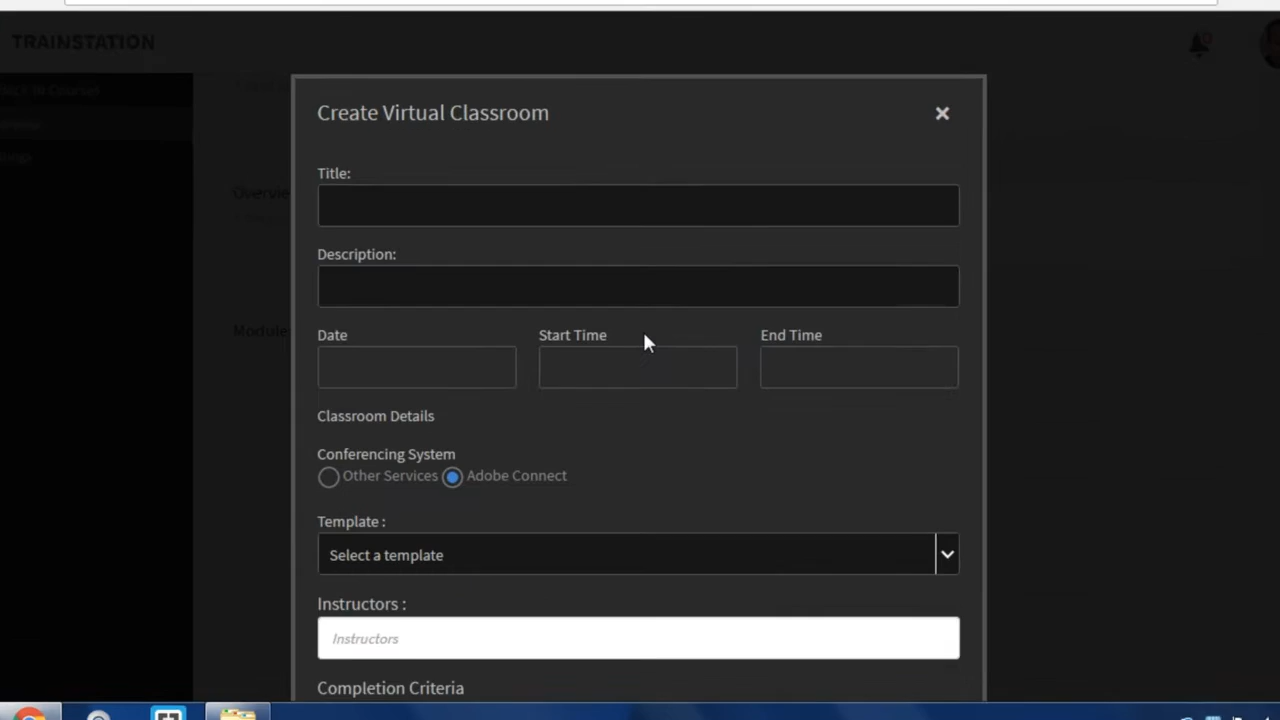 TRAINSTATION
Create Virtual Classroom
Title:
Description:
Date Start Time End Time
Classroom Details
Conferencing System
Other Services Adobe Connect
Template :
Select a template
Instructors :
Instructors
Completion Criteria